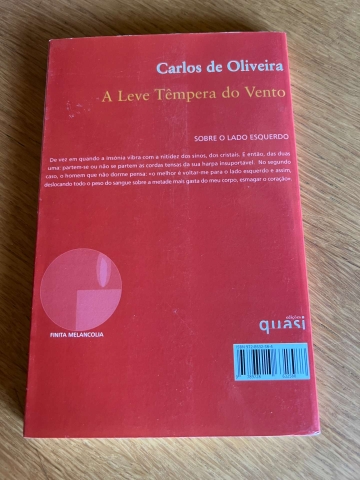 Carlos de Oliveira
A Leve Têmpera do Vento
SOBRE O LADO ESQUERDO
De vez em quando a insónia vibra com a nitidez dos sinos, dos cristais. E então, das duas
uma: partem-se ou não se partem as cordas tensas da sua harpa insuportável. No segundo
caso, o homem que não dorme pensa: «o melhor é voltar-me para o lado esquerdo e assim,
deslocando todo o peso do sangue sobre a metade mais gasta do meu corpo, esmagar o coração».
FINITA MELANCOLIA
edições
quasi